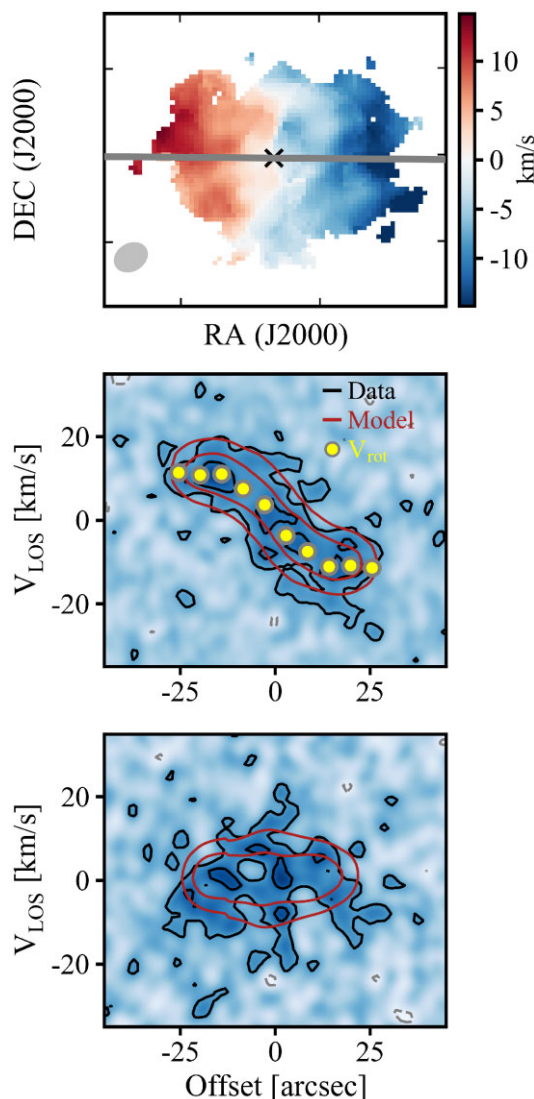 DEC (J2000)
10
5
0
-5
-10
km/s
RA (J2000)
V_LOS [km/s]
20
0
-20
Data
Model
V_rot
-25
0
25
V_LOS [km/s]
20
0
-20
-25
0
25
Offset [arcsec]